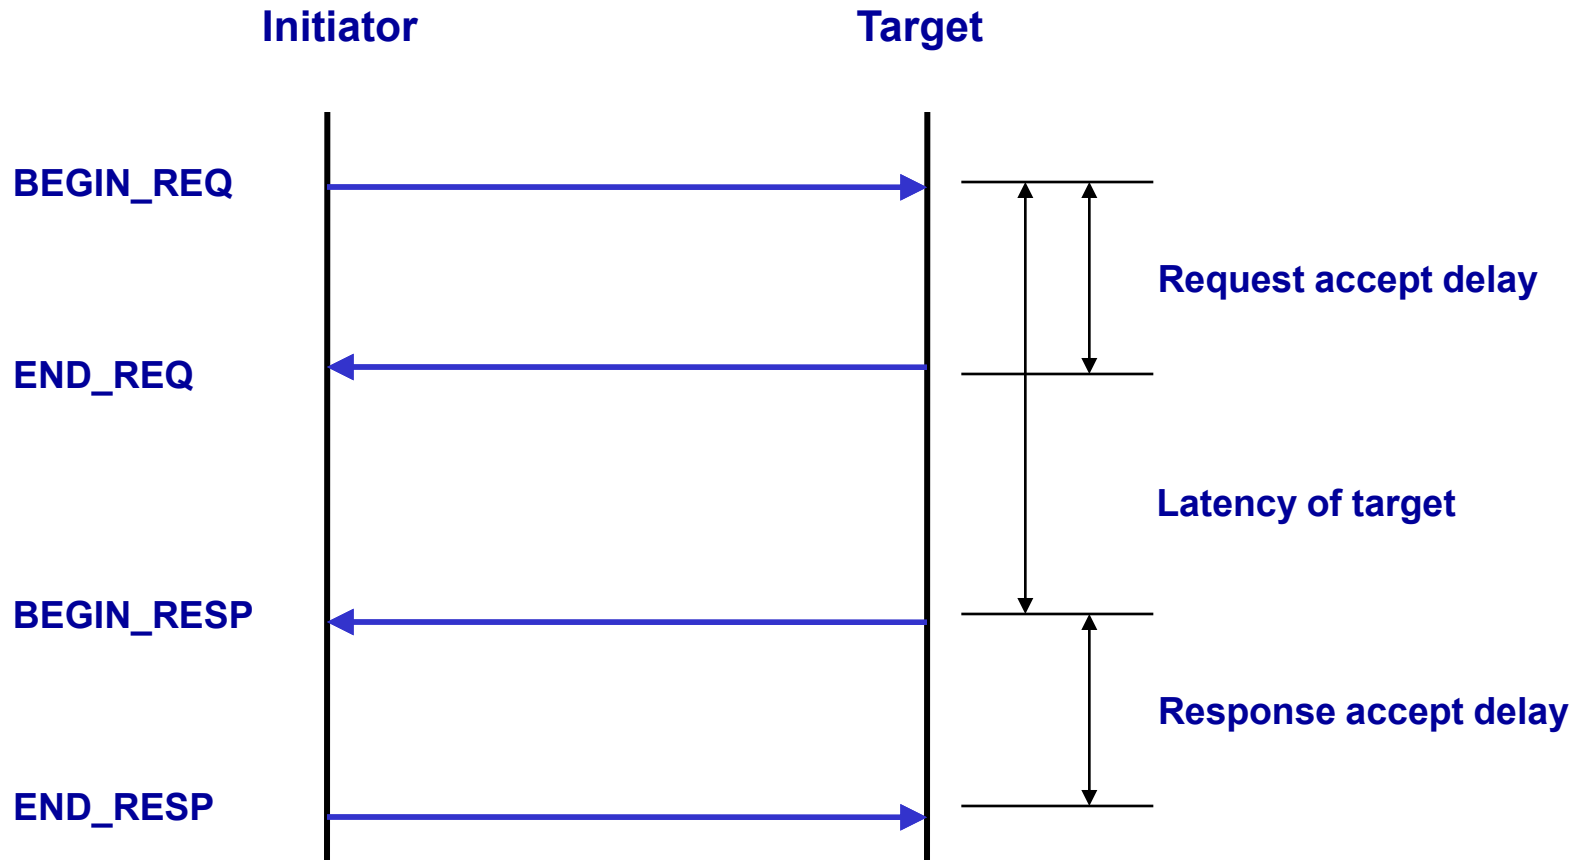 Initiator
Target
BEGIN_REQ
Request accept delay
END_REQ
Latency of target
BEGIN_RESP
Response accept delay
END_RESP